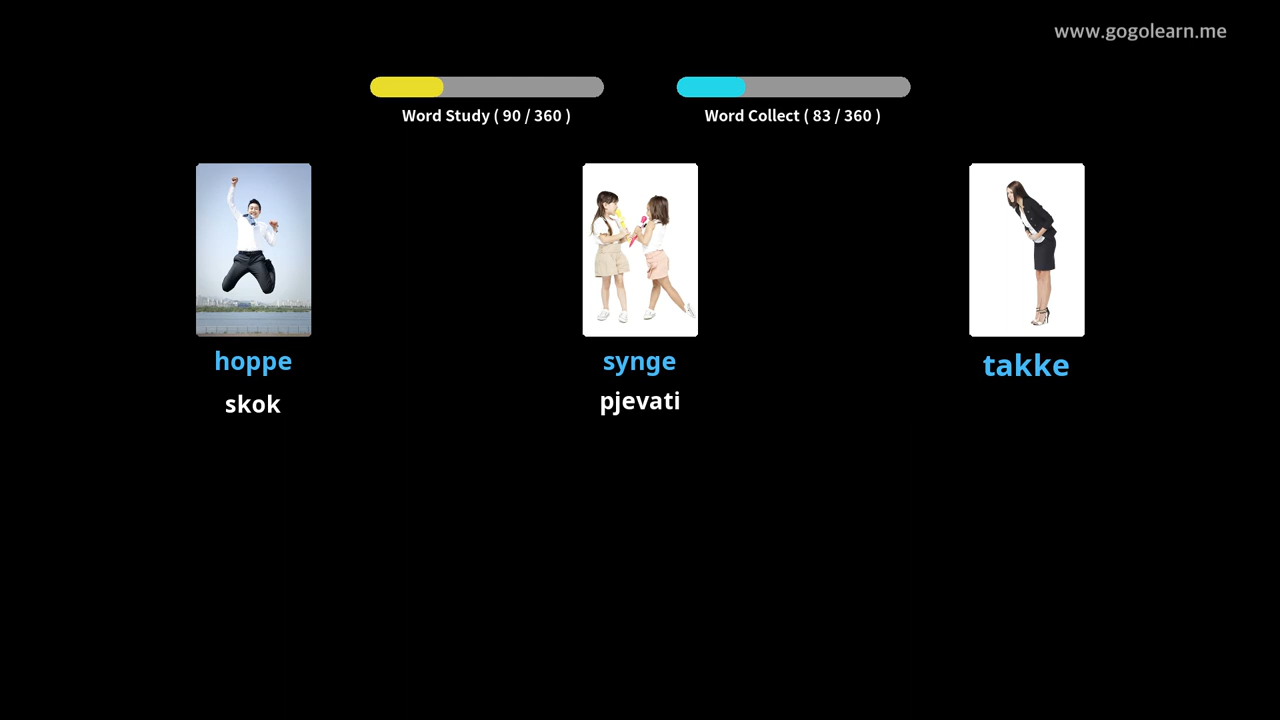 www.gogolearn.me
Word Study ( 90 / 360 )
Word Collect ( 83 / 360 )
hoppe
skok
synge
pjevati
takke